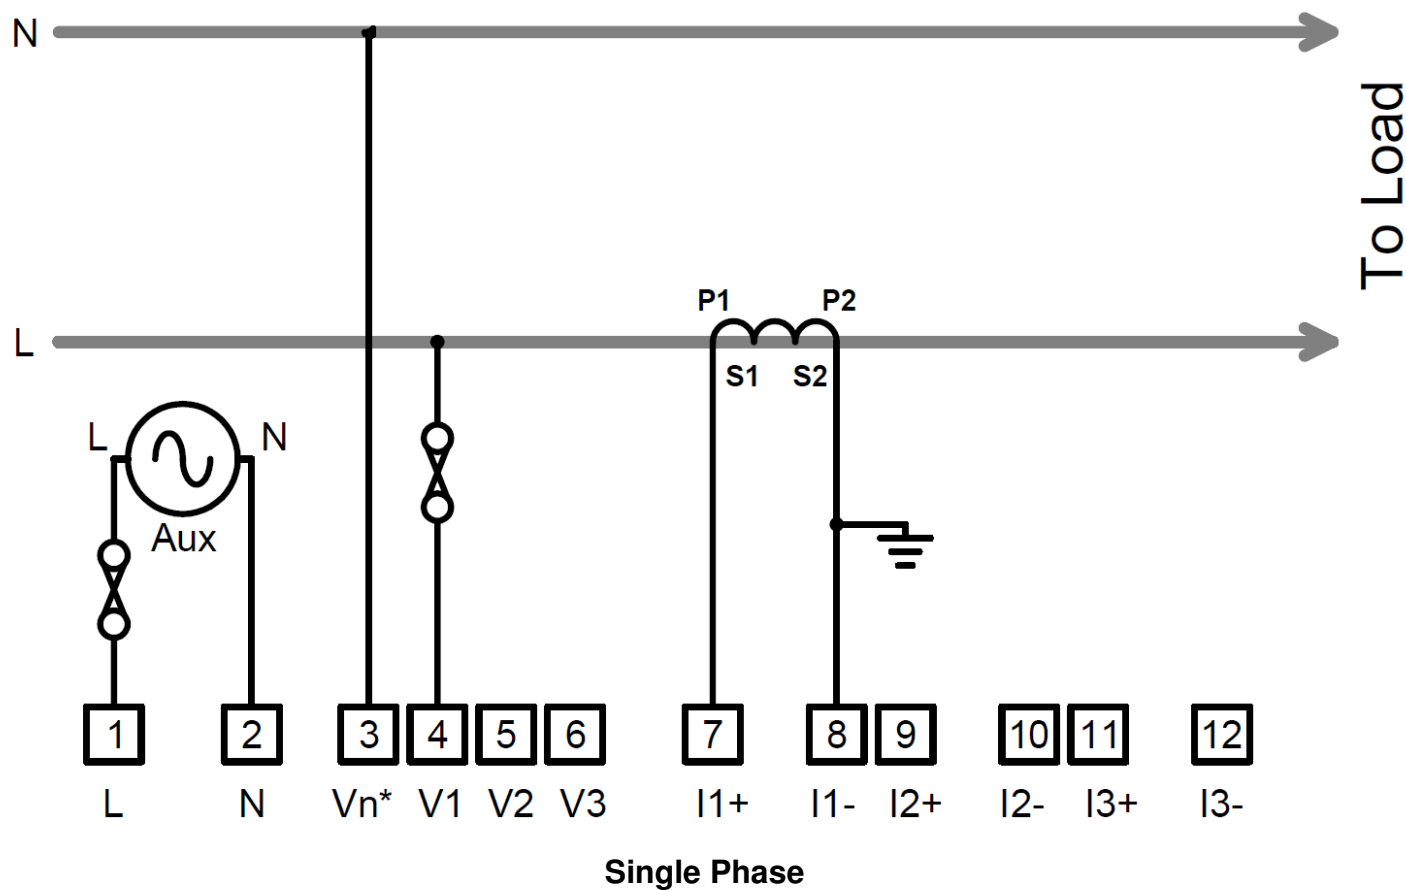 N
To Load
L
P1 P2
S1 S2
L N
Aux
1 2 3 4 5 6 7 8 9 10 11 12
L N Vn* V1 V2 V3 I1+ I1- I2+ I2- I3+ I3-
Single Phase